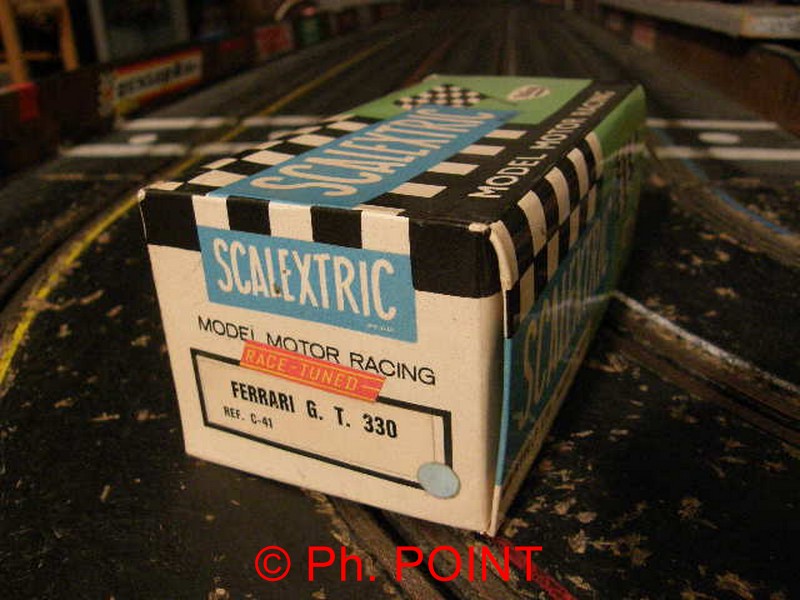 SCALEXTRIC
MODEL MOTOR RACING
SCALEXTRIC
MODEL MOTOR RACING
RACE-TUNED
FERRARI G. T. 330
REF. C-41
SCALEXTRIC
© Ph. POINT